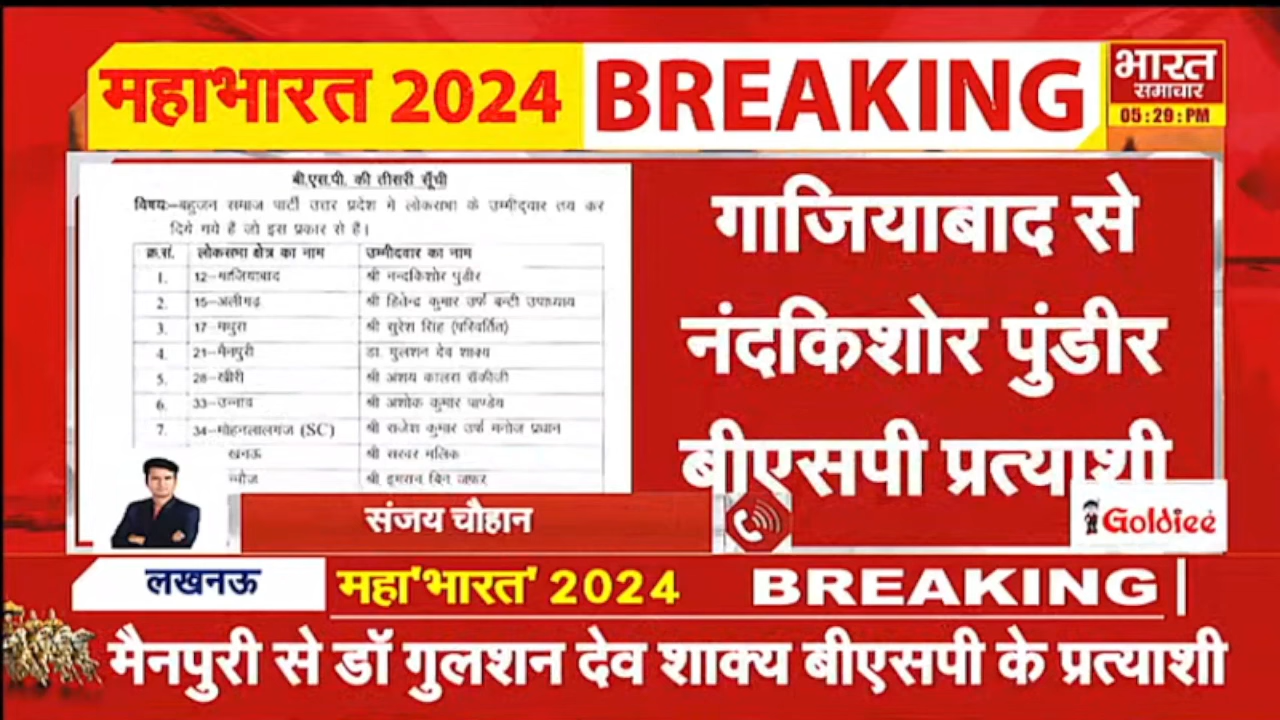 महाभारत 2024 BREAKING
भारत
समाचार
05:29:PM
बी.एस.पी. की तीसरी सूँची
विषयः–बहुजन समाज पार्टी उत्तर प्रदेश मे लोकसभा के उम्मीद्वार तय कर
दिये गये है जो इस प्रकार से है।
क्र.सं. लोकसभा क्षेत्र का नाम उम्मीदवार का नाम
1. 12–गाजियाबाद श्री नन्दकिशोर पुडीर
2. 15–अलीगढ़ श्री हितेन्द्र कुमार उर्फ बन्टी उपाध्याय
3. 17–मथुरा श्री सुरेश सिंह (परिवर्तित)
4. 21–मैनपुरी डा. गुलशन देव शाक्य
5. 28–खीरी श्री अशय कालरा रॉकीजी
6. 33–उन्नाव श्री अशोक कुमार पाण्डेय
7. 34–मोहनलालगंज (SC) श्री राजेश कुमार उर्फ मनोज प्रधान
खनऊ श्री सरवर मलिक
न्नौज श्री इमरान बिन जफर
गाजियाबाद से
नंदकिशोर पुंडीर
बीएसपी प्रत्याशी
संजय चौहान
Goldiee
लखनऊ महा'भारत' 2024 BREAKING
मैनपुरी से डॉ गुलशन देव शाक्य बीएसपी के प्रत्याशी